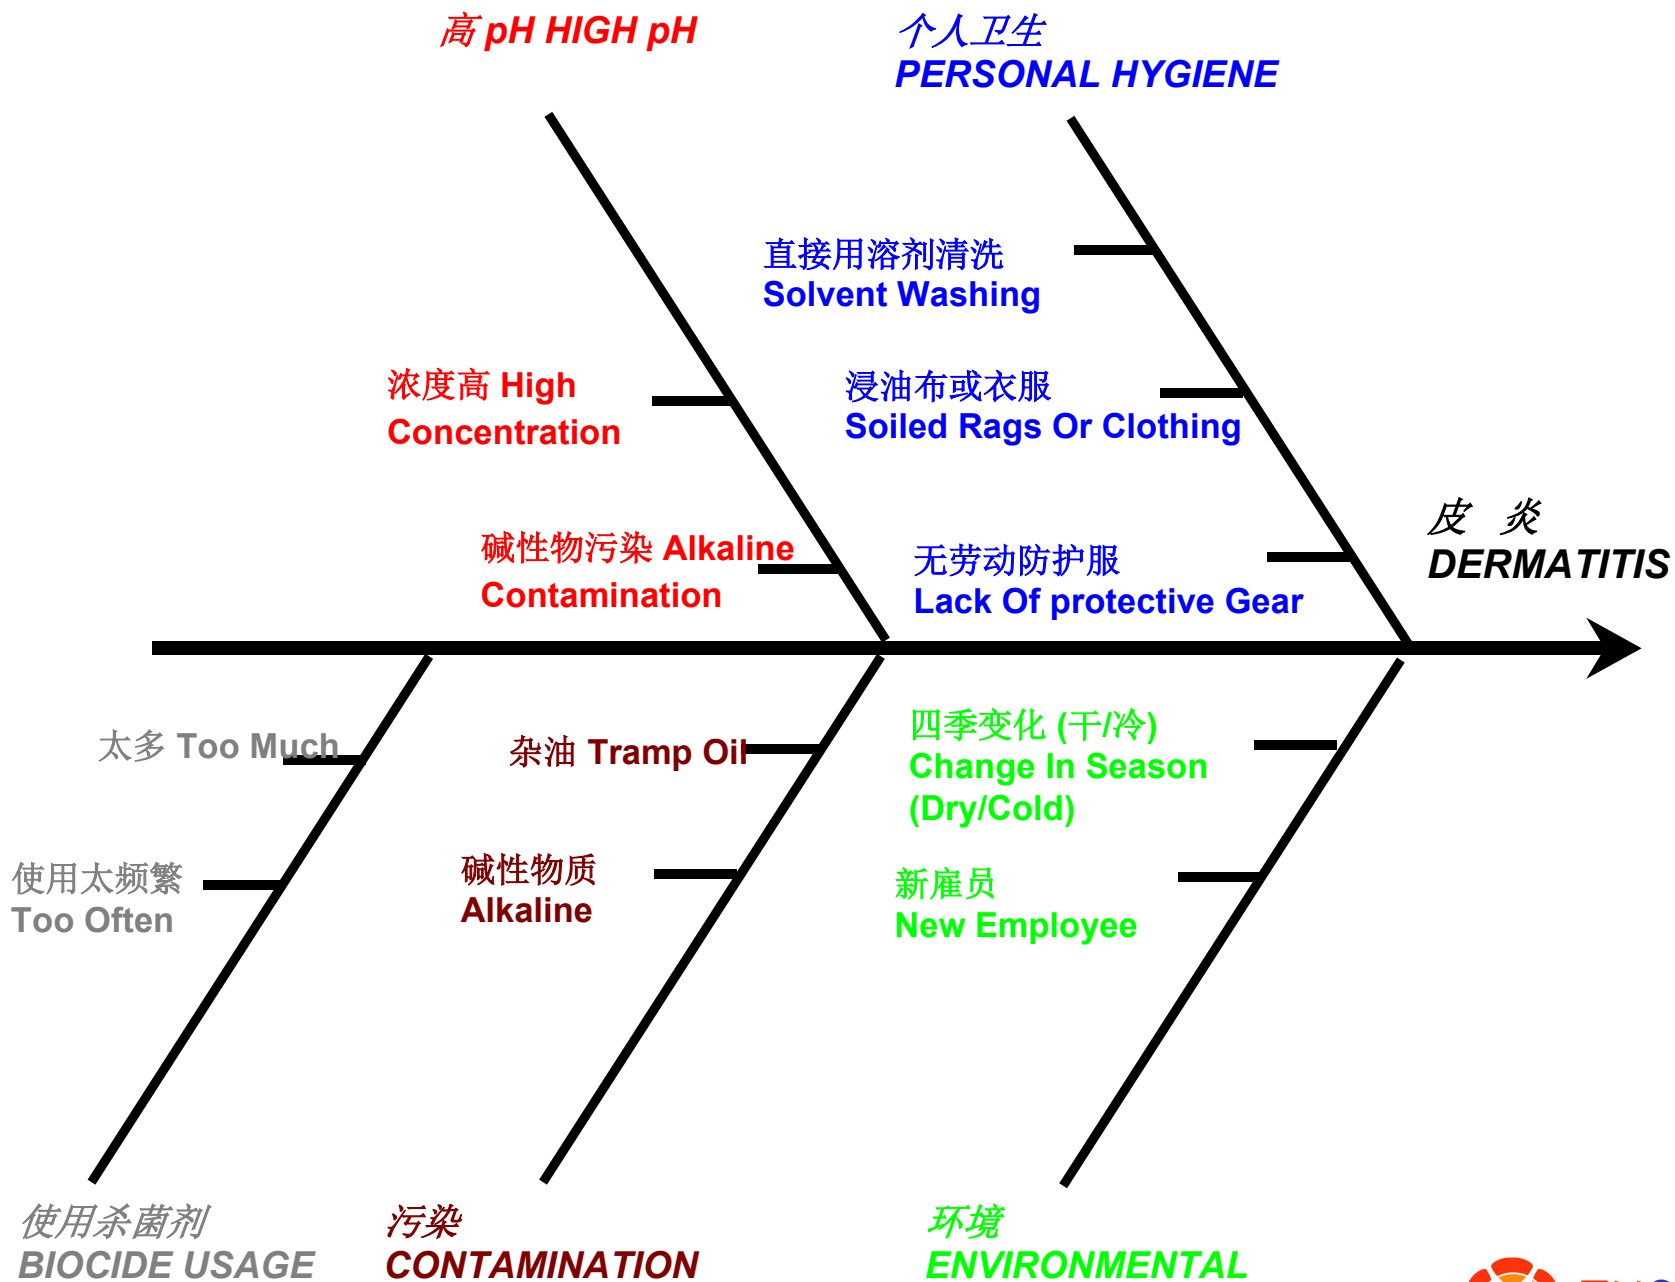 高 pH HIGH pH
个人卫生
PERSONAL HYGIENE
直接用溶剂清洗
Solvent Washing
浓度高 High
Concentration
浸油布或衣服
Soiled Rags Or Clothing
碱性物污染 Alkaline
Contamination
无劳动防护服
Lack Of protective Gear
皮 炎
DERMATITIS
太多 Too Much
杂油 Tramp Oil
四季变化 (干/冷)
Change In Season
(Dry/Cold)
使用太频繁
Too Often
碱性物质
Alkaline
新雇员
New Employee
使用杀菌剂
BIOCIDE USAGE
污染
CONTAMINATION
环境
ENVIRONMENTAL